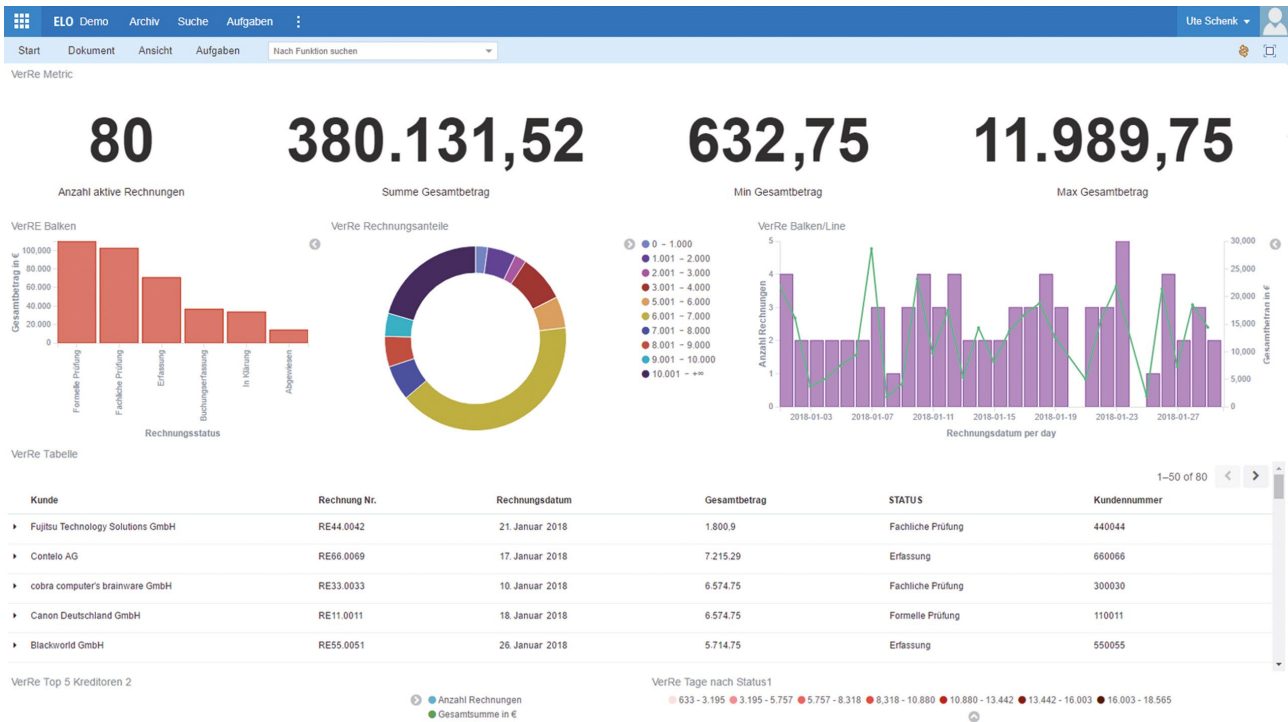 ELO Demo Archiv Suche Aufgaben Ute Schenk
Start Dokument Ansicht Aufgaben Nach Funktion suchen
VerRe Metric
80 380.131,52 632,75 11.989,75
Anzahl aktive Rechnungen Summe Gesamtbetrag Min Gesamtbetrag Max Gesamtbetrag
VerRE Balken
Gesamtbetrag in €
100,000
80.000
60.000
40.000
20.000
0
Formelle Prüfung
Fachliche Prüfung
Erfassung
Buchungserfassung
In Klärung
Abgewiesen
Rechnungsstatus
VerRe Rechnungsanteile
0 - 1.000
1.001 - 2.000
2.001 - 3.000
3.001 - 4.000
5.001 - 6.000
6.001 - 7.000
7.001 - 8.000
8.001 - 9.000
9.001 - 10.000
10.001 - +∞
VerRe Balken/Line
Anzahl Rechnungen
5
4
3
2
1
0
30,000
25,000
20,000
15,000
10,000
5,000
0
Gesamtbetrag in €
2018-01-03 2018-01-07 2018-01-11 2018-01-15 2018-01-19 2018-01-23 2018-01-27
Rechnungsdatum per day
VerRe Tabelle
1–50 of 80
Kunde Rechnung Nr. Rechnungsdatum Gesamtbetrag STATUS Kundennummer
Fujitsu Technology Solutions GmbH RE44.0042 21. Januar 2018 1.800,9 Fachliche Prüfung 440044
Contelo AG RE66.0069 17. Januar 2018 7.215.29 Erfassung 660066
cobra computer's brainware GmbH RE33.0033 10. Januar 2018 6.574.75 Fachliche Prüfung 300030
Canon Deutschland GmbH RE11.0011 18. Januar 2018 6.574.75 Formelle Prüfung 110011
Blackworld GmbH RE55.0051 26. Januar 2018 5.714.75 Erfassung 550055
VerRe Top 5 Kreditoren 2
Anzahl Rechnungen
Gesamtsumme in €
VerRe Tage nach Status1
633 - 3.195 3.195 - 5.757 5.757 - 8.318 8,318 - 10.880 10.880 - 13.442 13.442 - 16.003 16.003 - 18.565